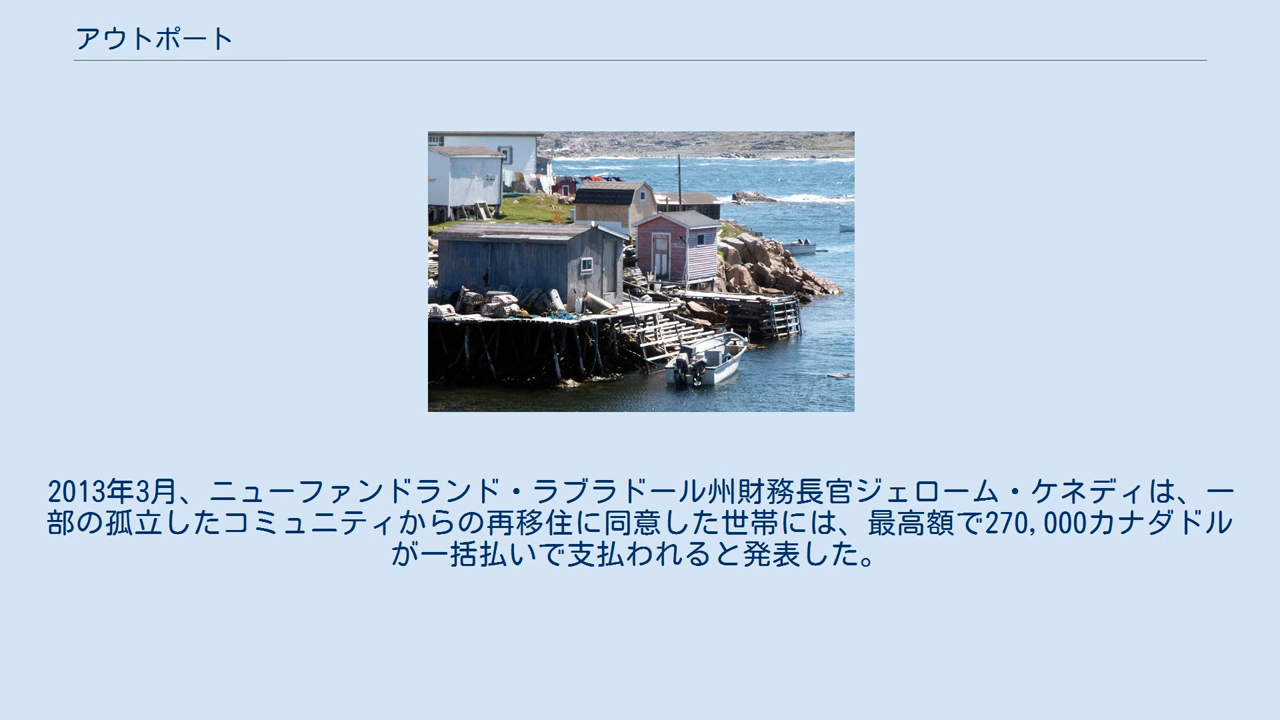 アウトポート
2013年3月、ニューファンドランド・ラブラドール州財務長官ジェローム・ケネディは、一
部の孤立したコミュニティからの再移住に同意した世帯には、最高額で270,000カナダドル
が一括払いで支払われると発表した。